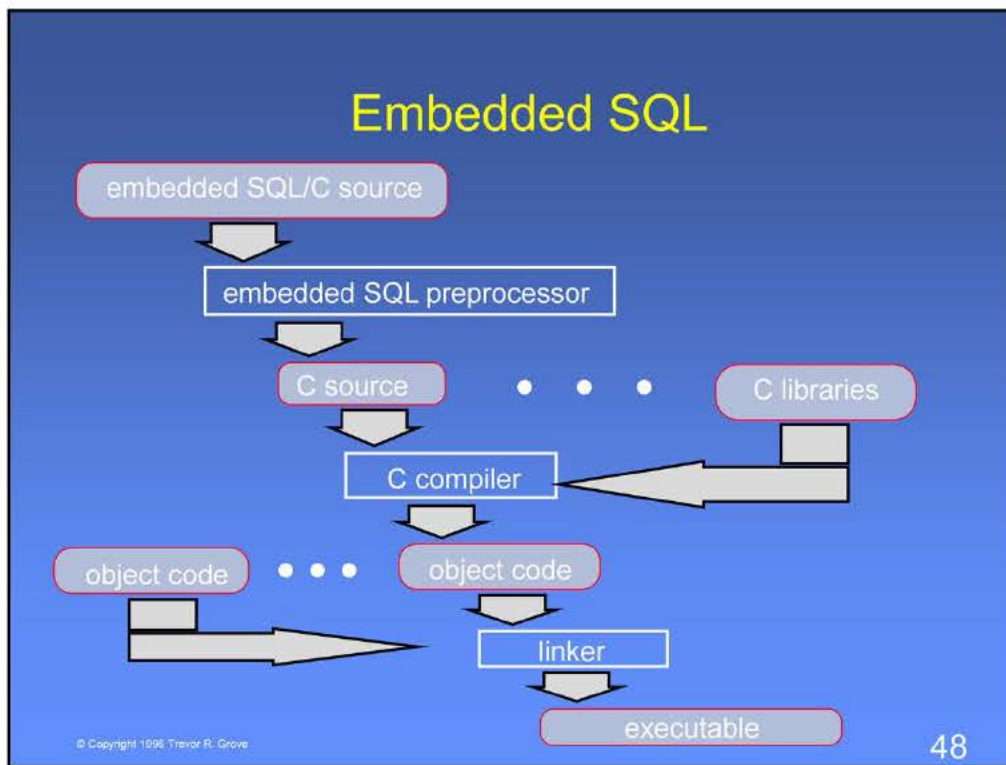 Embedded SQL
embedded SQL/C source
embedded SQL preprocessor
C source
C libraries
C compiler
object code
object code
linker
executable
© Copyright 1996 Trevor R. Grove
48